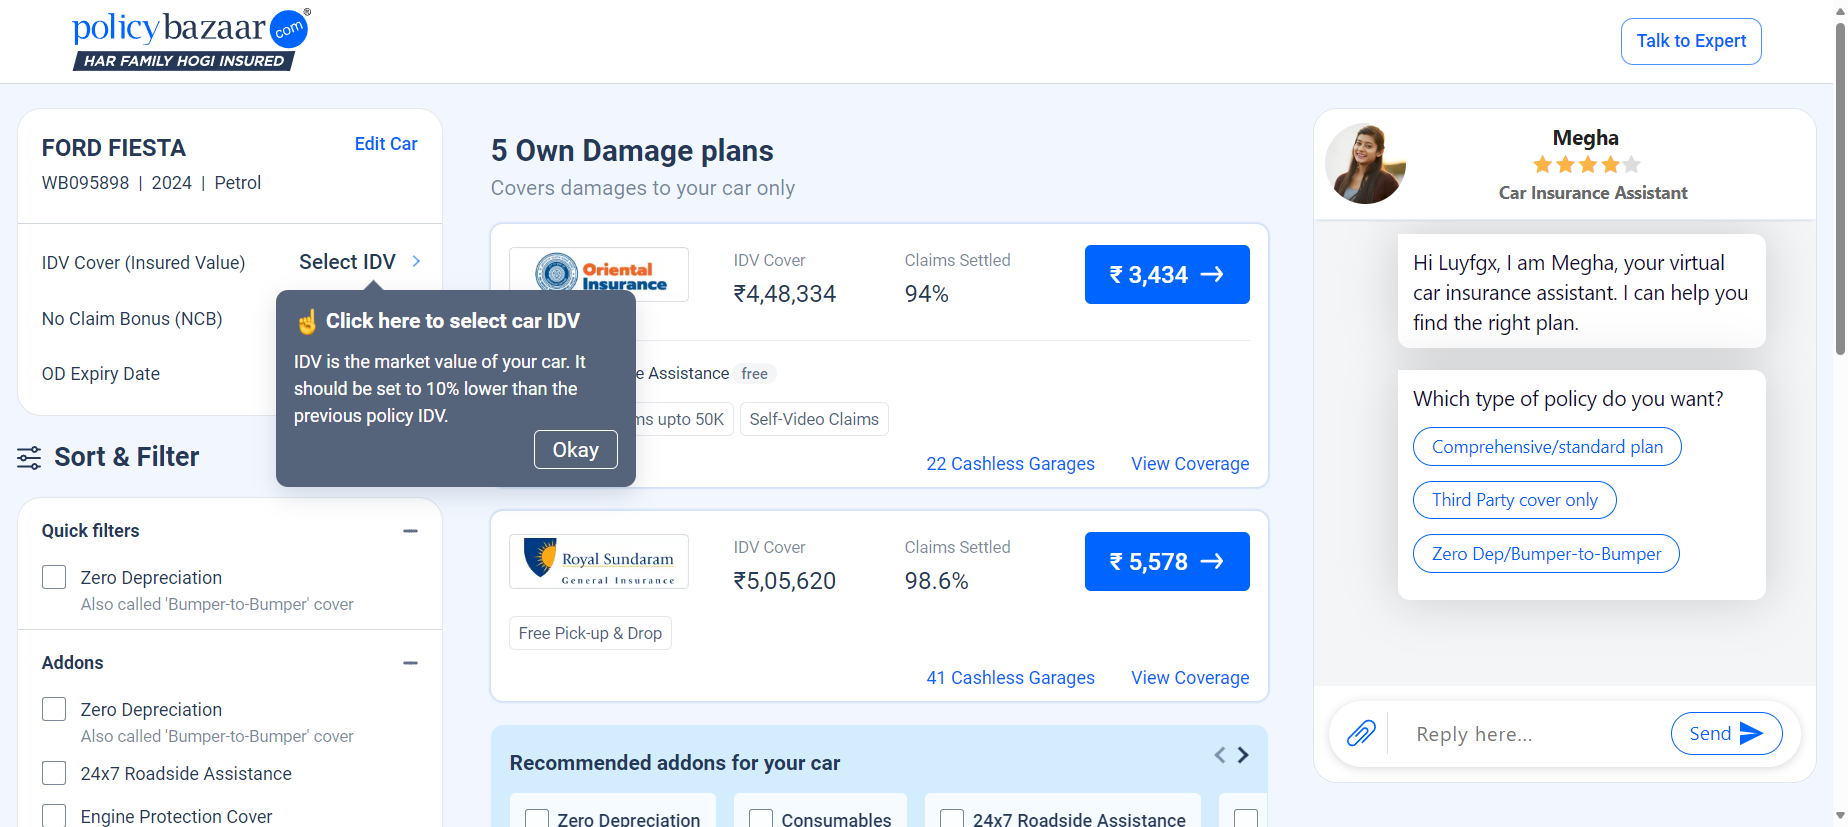 policybazaar com ®
HAR FAMILY HOGI INSURED
Talk to Expert
FORD FIESTA
Edit Car
WB095898 | 2024 | Petrol
IDV Cover (Insured Value)
Select IDV
No Claim Bonus (NCB)
OD Expiry Date
☝ Click here to select car IDV
IDV is the market value of your car. It
should be set to 10% lower than the
previous policy IDV.
Okay
Sort & Filter
Quick filters
Zero Depreciation
Also called 'Bumper-to-Bumper' cover
Addons
Zero Depreciation
Also called 'Bumper-to-Bumper' cover
24x7 Roadside Assistance
Engine Protection Cover
5 Own Damage plans
Covers damages to your car only
Oriental
Insurance
IDV Cover
₹4,48,334
Claims Settled
94%
₹ 3,434
e Assistance free
ms upto 50K
Self-Video Claims
22 Cashless Garages
View Coverage
Royal Sundaram
General Insurance
IDV Cover
₹5,05,620
Claims Settled
98.6%
₹ 5,578
Free Pick-up & Drop
41 Cashless Garages
View Coverage
Recommended addons for your car
Zero Depreciation
Consumables
24x7 Roadside Assistance
Megha
Car Insurance Assistant
Hi Luyfgx, I am Megha, your virtual
car insurance assistant. I can help you
find the right plan.
Which type of policy do you want?
Comprehensive/standard plan
Third Party cover only
Zero Dep/Bumper-to-Bumper
Reply here...
Send